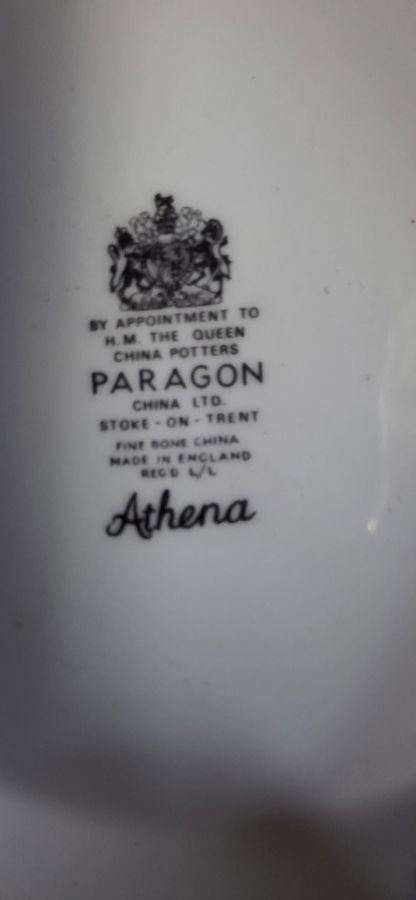 BY APPOINTMENT TO
H.M. THE QUEEN
CHINA POTTERS
PARAGON
CHINA LTD.
STOKE-ON-TRENT
FINE BONE CHINA
MADE IN ENGLAND
REG'D L/L
Athena